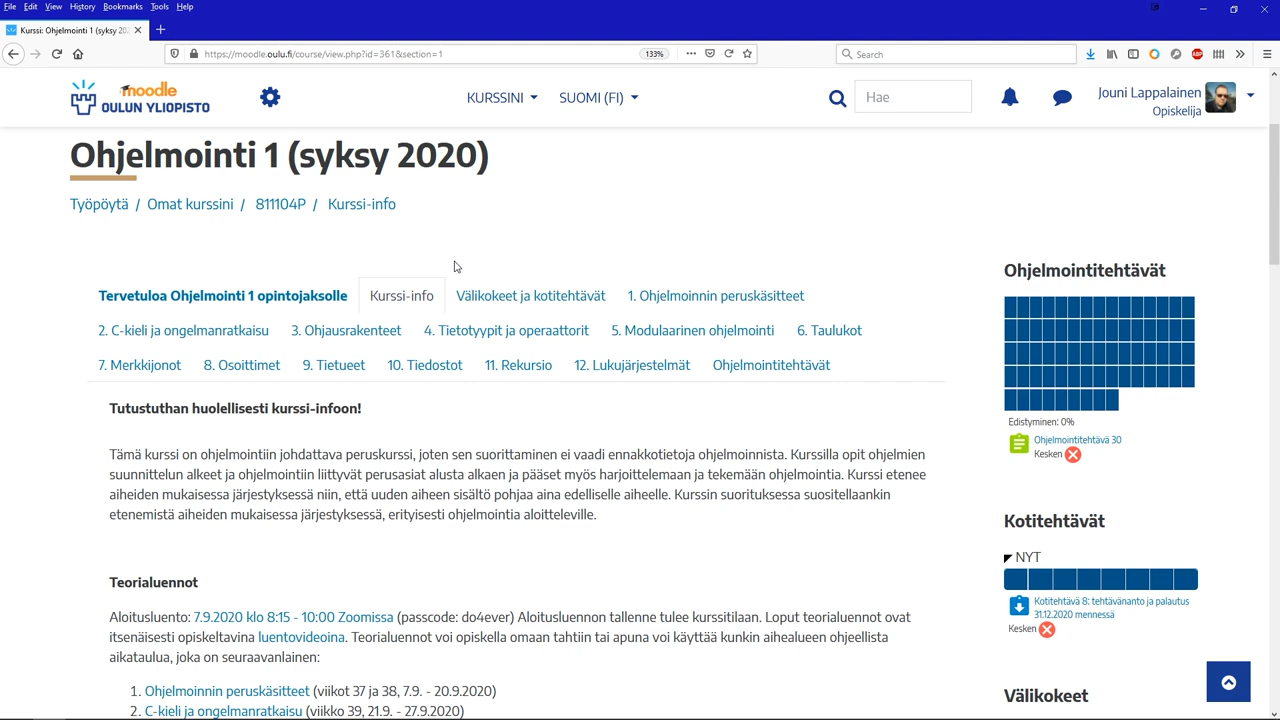 File Edit View History Bookmarks Tools Help
Kurssi: Ohjelmointi 1 (syksy 202
https://moodle.oulu.fi/course/view.php?id=361&section=1
133%
Search
ABP
moodle
OULUN YLIOPISTO
KURSSINI
SUOMI (FI)
Hae
Jouni Lappalainen
Opiskelija
Ohjelmointi 1 (syksy 2020)
Työpöytä / Omat kurssini / 811104P / Kurssi-info
Tervetuloa Ohjelmointi 1 opintojaksolle Kurssi-info Välikokeet ja kotitehtävät 1. Ohjelmoinnin peruskäsitteet
2. C-kieli ja ongelmanratkaisu 3. Ohjausrakenteet 4. Tietotyypit ja operaattorit 5. Modulaarinen ohjelmointi 6. Taulukot
7. Merkkijonot 8. Osoittimet 9. Tietueet 10. Tiedostot 11. Rekursio 12. Lukujärjestelmät Ohjelmointitehtävät
Tutustuthan huolellisesti kurssi-infoon!
Tämä kurssi on ohjelmointiin johdattava peruskurssi, joten sen suorittaminen ei vaadi ennakkotietoja ohjelmoinnista. Kurssilla opit ohjelmien
suunnittelun alkeet ja ohjelmointiin liittyvät perusasiat alusta alkaen ja pääset myös harjoittelemaan ja tekemään ohjelmointia. Kurssi etenee
aiheiden mukaisessa järjestyksessä niin, että uuden aiheen sisältö pohjaa aina edelliselle aiheelle. Kurssin suorituksessa suositellaankin
etenemistä aiheiden mukaisessa järjestyksessä, erityisesti ohjelmointia aloitteleville.
Teorialuennot
Aloitusluento: 7.9.2020 klo 8:15 - 10:00 Zoomissa (passcode: do4ever) Aloitusluennon tallenne tulee kurssitilaan. Loput teorialuennot ovat
itsenäisesti opiskeltavina luentovideoina. Teorialuennot voi opiskella omaan tahtiin tai apuna voi käyttää kunkin aihealueen ohjeellista
aikataulua, joka on seuraavanlainen:
1. Ohjelmoinnin peruskäsitteet (viikot 37 ja 38, 7.9. - 20.9.2020)
2. C-kieli ja ongelmanratkaisu (viikko 39, 21.9. - 27.9.2020)
Ohjelmointitehtävät
Edistyminen: 0%
Ohjelmointitehtävä 30
Kesken
Kotitehtävät
NYT
Kotitehtävä 8: tehtävänanto ja palautus
31.12.2020 mennessä
Kesken
Välikokeet